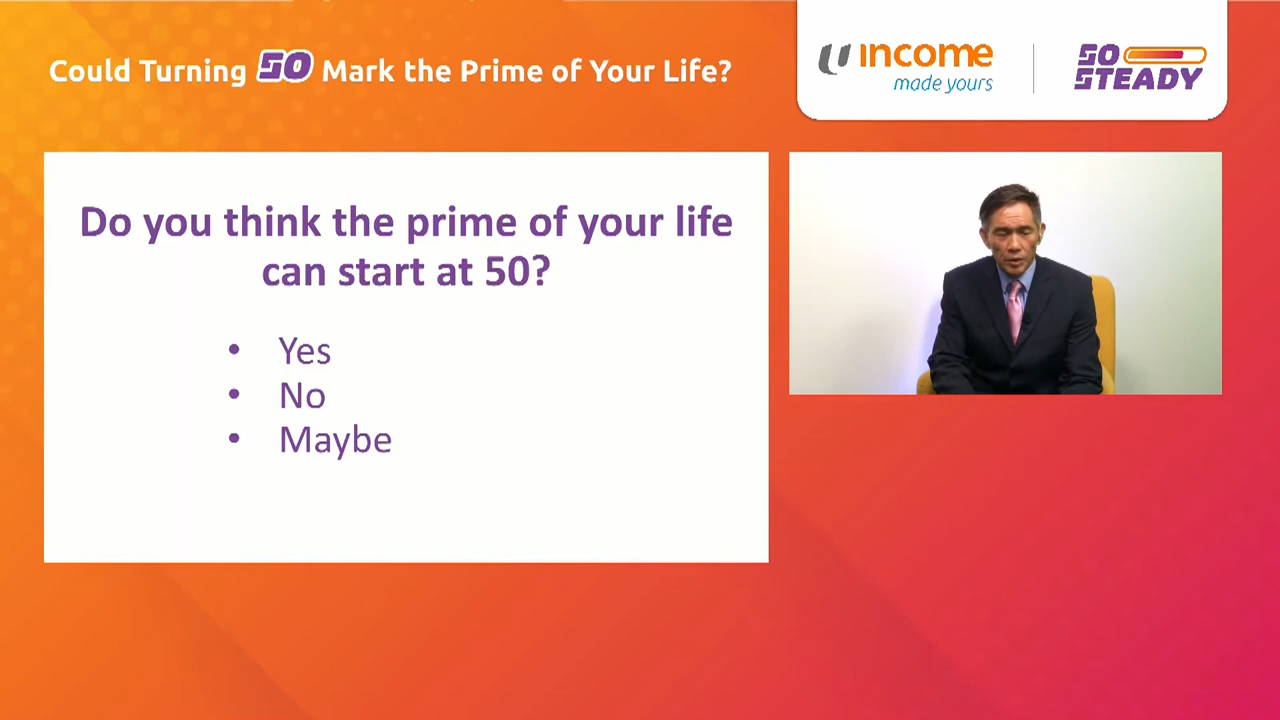 Could Turning 50 Mark the Prime of Your Life?
income
made yours
50
STEADY
Do you think the prime of your life
can start at 50?
• Yes
• No
• Maybe